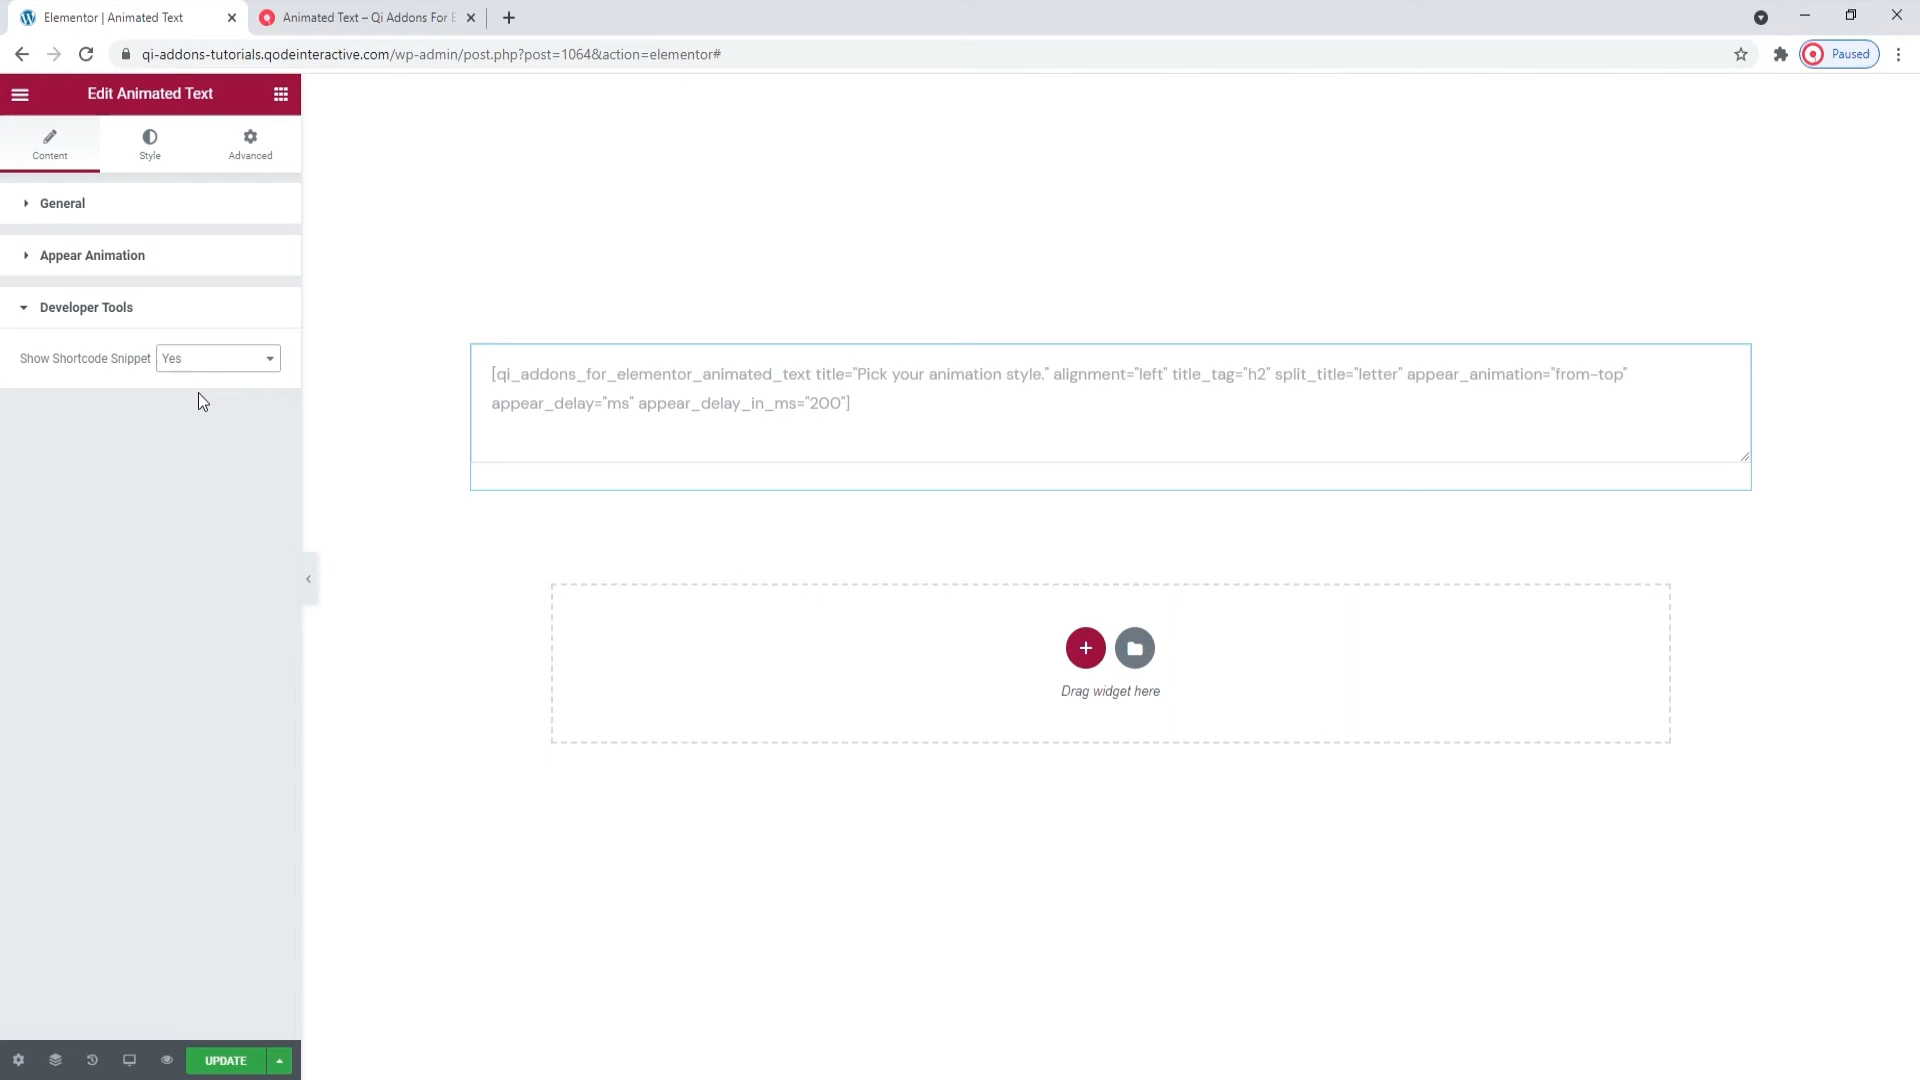 Elementor | Animated Text
Animated Text – Qi Addons For E
qi-addons-tutorials.qodeinteractive.com/wp-admin/post.php?post=1064&action=elementor#
Paused
Edit Animated Text
Content
Style
Advanced
General
Appear Animation
Developer Tools
Show Shortcode Snippet
Yes
[qi_addons_for_elementor_animated_text title="Pick your animation style." alignment="left" title_tag="h2" split_title="letter" appear_animation="from-top"
appear_delay="ms" appear_delay_in_ms="200"]
Drag widget here
UPDATE